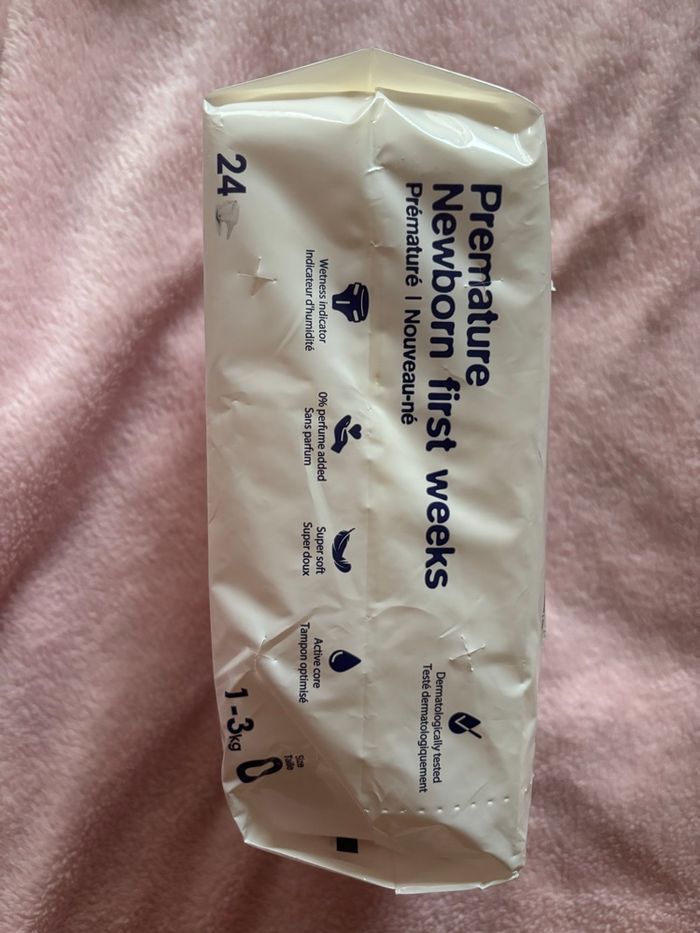 Premature
Newborn first weeks
Prématuré | Nouveau-né
Dermatologically tested
Testé dermatologiquement
Wetness indicator
Indicateur d'humidité
0% perfume added
Sans parfum
Super soft
Super doux
Active core
Tampon optimisé
24
Size
Taille
0
1-3kg